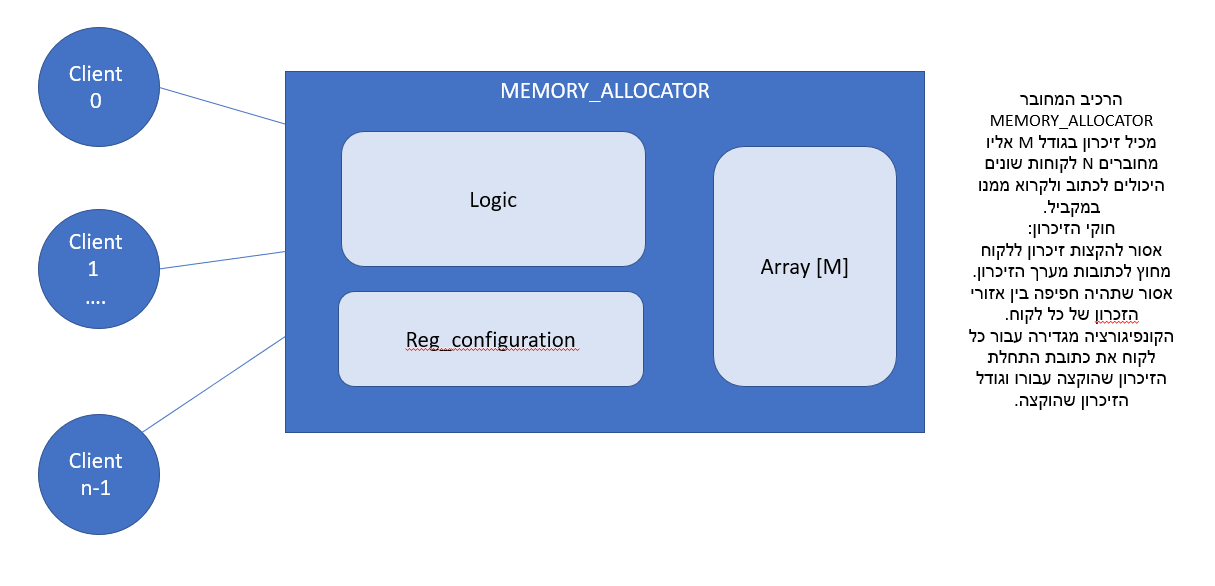 Client
0
Client
1
....
Client
n-1
MEMORY_ALLOCATOR
Logic
Reg_configuration
Array [M]
הרכיב המחובר
MEMORY_ALLOCATOR
מכיל זיכרון בגודל M אליו
מחוברים N לקוחות שונים
היכולים לכתוב ולקרוא ממנו
במקביל.
חוקי הזיכרון:
אסור להקצות זיכרון ללקוח
מחוץ לכתובות מערך הזיכרון.
אסור שתהיה חפיפה בין אזורי
הזכרון של כל לקוח.
הקונפיגורציה מגדירה עבור כל
לקוח את כתובת התחלת
הזיכרון שהוקצה עבורו וגודל
הזיכרון שהוקצה.